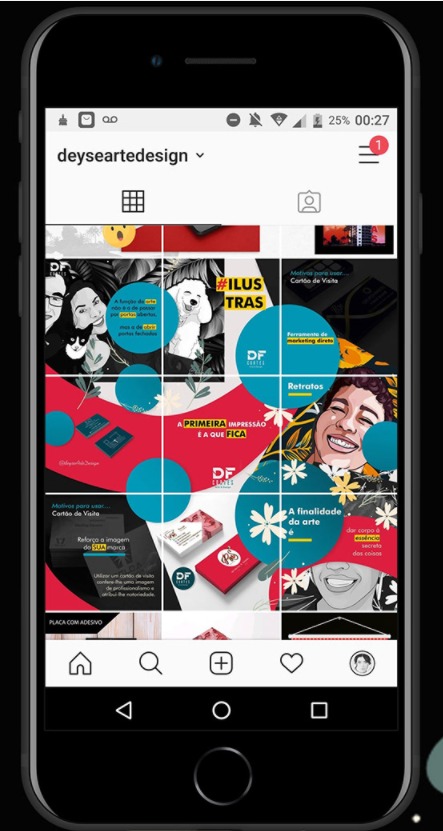 25% 00:27
deyseartedesign
1
DF
A função da arte
não é a de passar
por portas abertas,
mas a de abrir
portas fechadas
#ILUS
TRAS
Motivos para usar...
Cartão de Visita
DF
Ferramenta de
marketing direto
A PRIMEIRA IMPRESSÃO
É A QUE FICA
Retratos
DF
Motivos para usar...
Cartão de Visita
Reforça a imagem
da SUA marca
Utilizar um cartão de visita
confere-lhe uma imagem
de profissionalismo e
atribui-lhe notoriedade.
DF
A finalidade
da arte
é
dar corpo à
essência
secreta
das coisas
PLACA COM ADESIVO